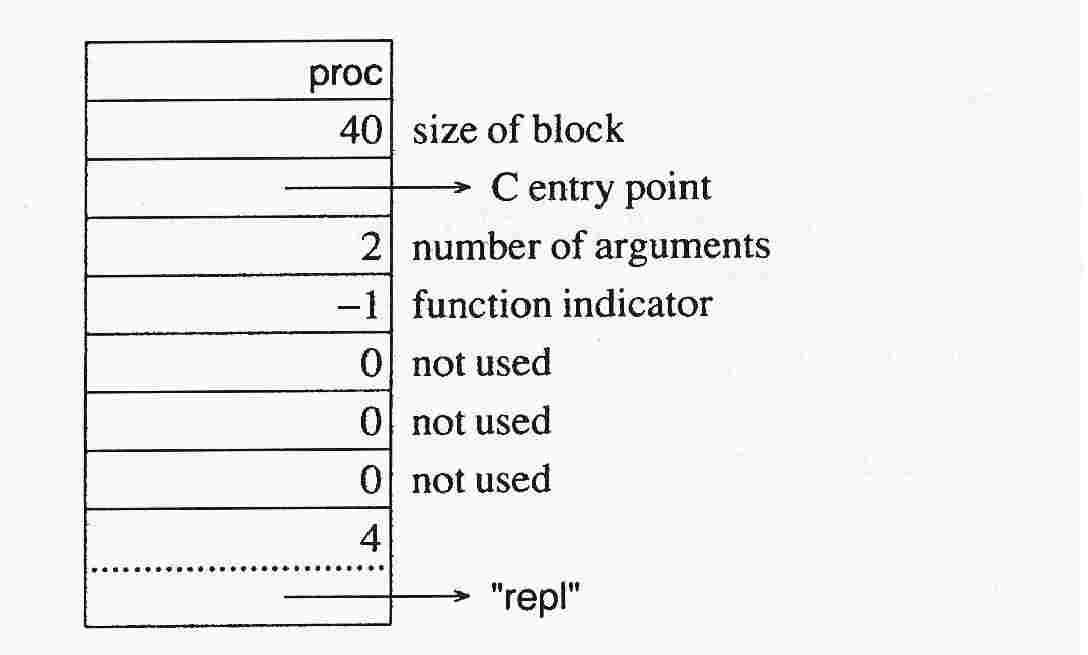 proc
40 size of block
C entry point
2 number of arguments
−1 function indicator
0 not used
0 not used
0 not used
4
"repl"